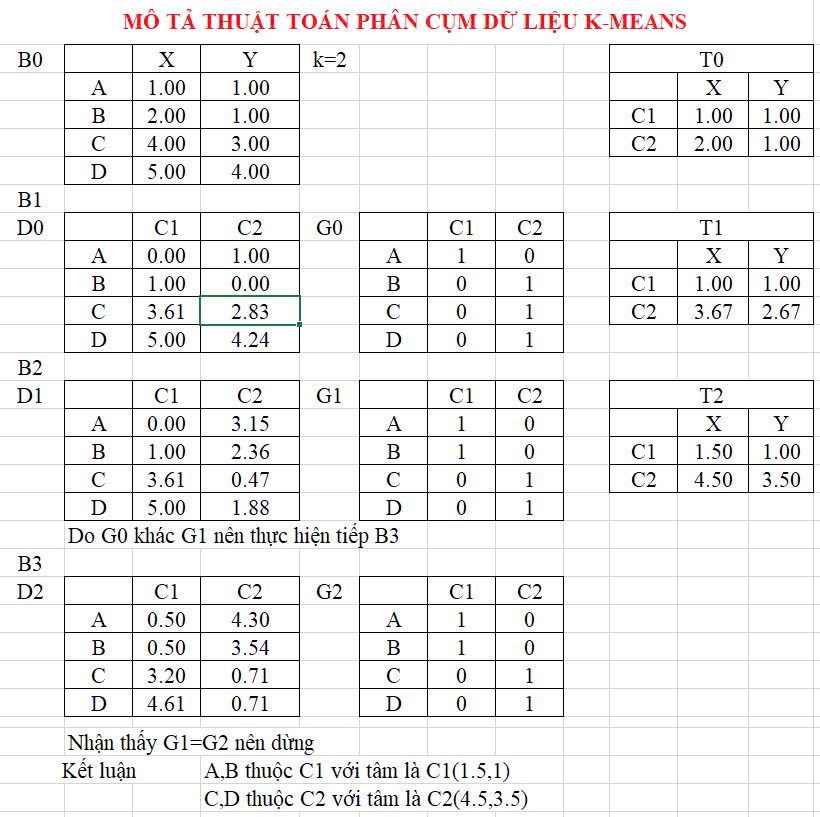 MÔ TẢ THUẬT TOÁN PHÂN CỤM DỮ LIỆU K-MEANS
B0 X Y k=2 T0
A 1.00 1.00 X Y
B 2.00 1.00 C1 1.00 1.00
C 4.00 3.00 C2 2.00 1.00
D 5.00 4.00
B1
D0 C1 C2 G0 C1 C2 T1
A 0.00 1.00 A 1 0 X Y
B 1.00 0.00 B 0 1 C1 1.00 1.00
C 3.61 2.83 C 0 1 C2 3.67 2.67
D 5.00 4.24 D 0 1
B2
D1 C1 C2 G1 C1 C2 T2
A 0.00 3.15 A 1 0 X Y
B 1.00 2.36 B 1 0 C1 1.50 1.00
C 3.61 0.47 C 0 1 C2 4.50 3.50
D 5.00 1.88 D 0 1
Do G0 khác G1 nên thực hiện tiếp B3
B3
D2 C1 C2 G2 C1 C2
A 0.50 4.30 A 1 0
B 0.50 3.54 B 1 0
C 3.20 0.71 C 0 1
D 4.61 0.71 D 0 1
Nhận thấy G1=G2 nên dừng
Kết luận A,B thuộc C1 với tâm là C1(1.5,1)
C,D thuộc C2 với tâm là C2(4.5,3.5)